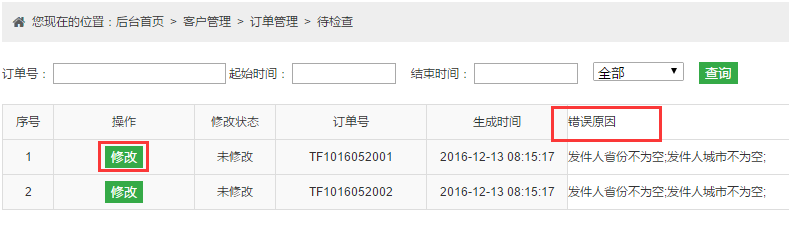 您现在的位置：后台首页 > 客户管理 > 订单管理 > 待检查
订单号： 起始时间： 结束时间： 全部 查询
序号 操作 修改状态 订单号 生成时间 错误原因
1 修改 未修改 TF1016052001 2016-12-13 08:15:17 发件人省份不为空;发件人城市不为空;
2 修改 未修改 TF1016052002 2016-12-13 08:15:17 发件人省份不为空;发件人城市不为空;